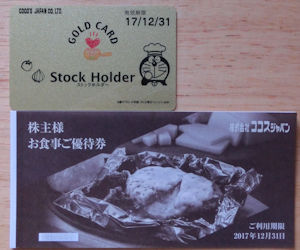 COCO'S JAPAN CO., LTD.
有効期限
17/12/31
GOLD CARD
Stock Holder
ストックホルダー
株主様
お食事ご優待券
株式会社 ココスジャパン
ご利用期限
2017年12月31日